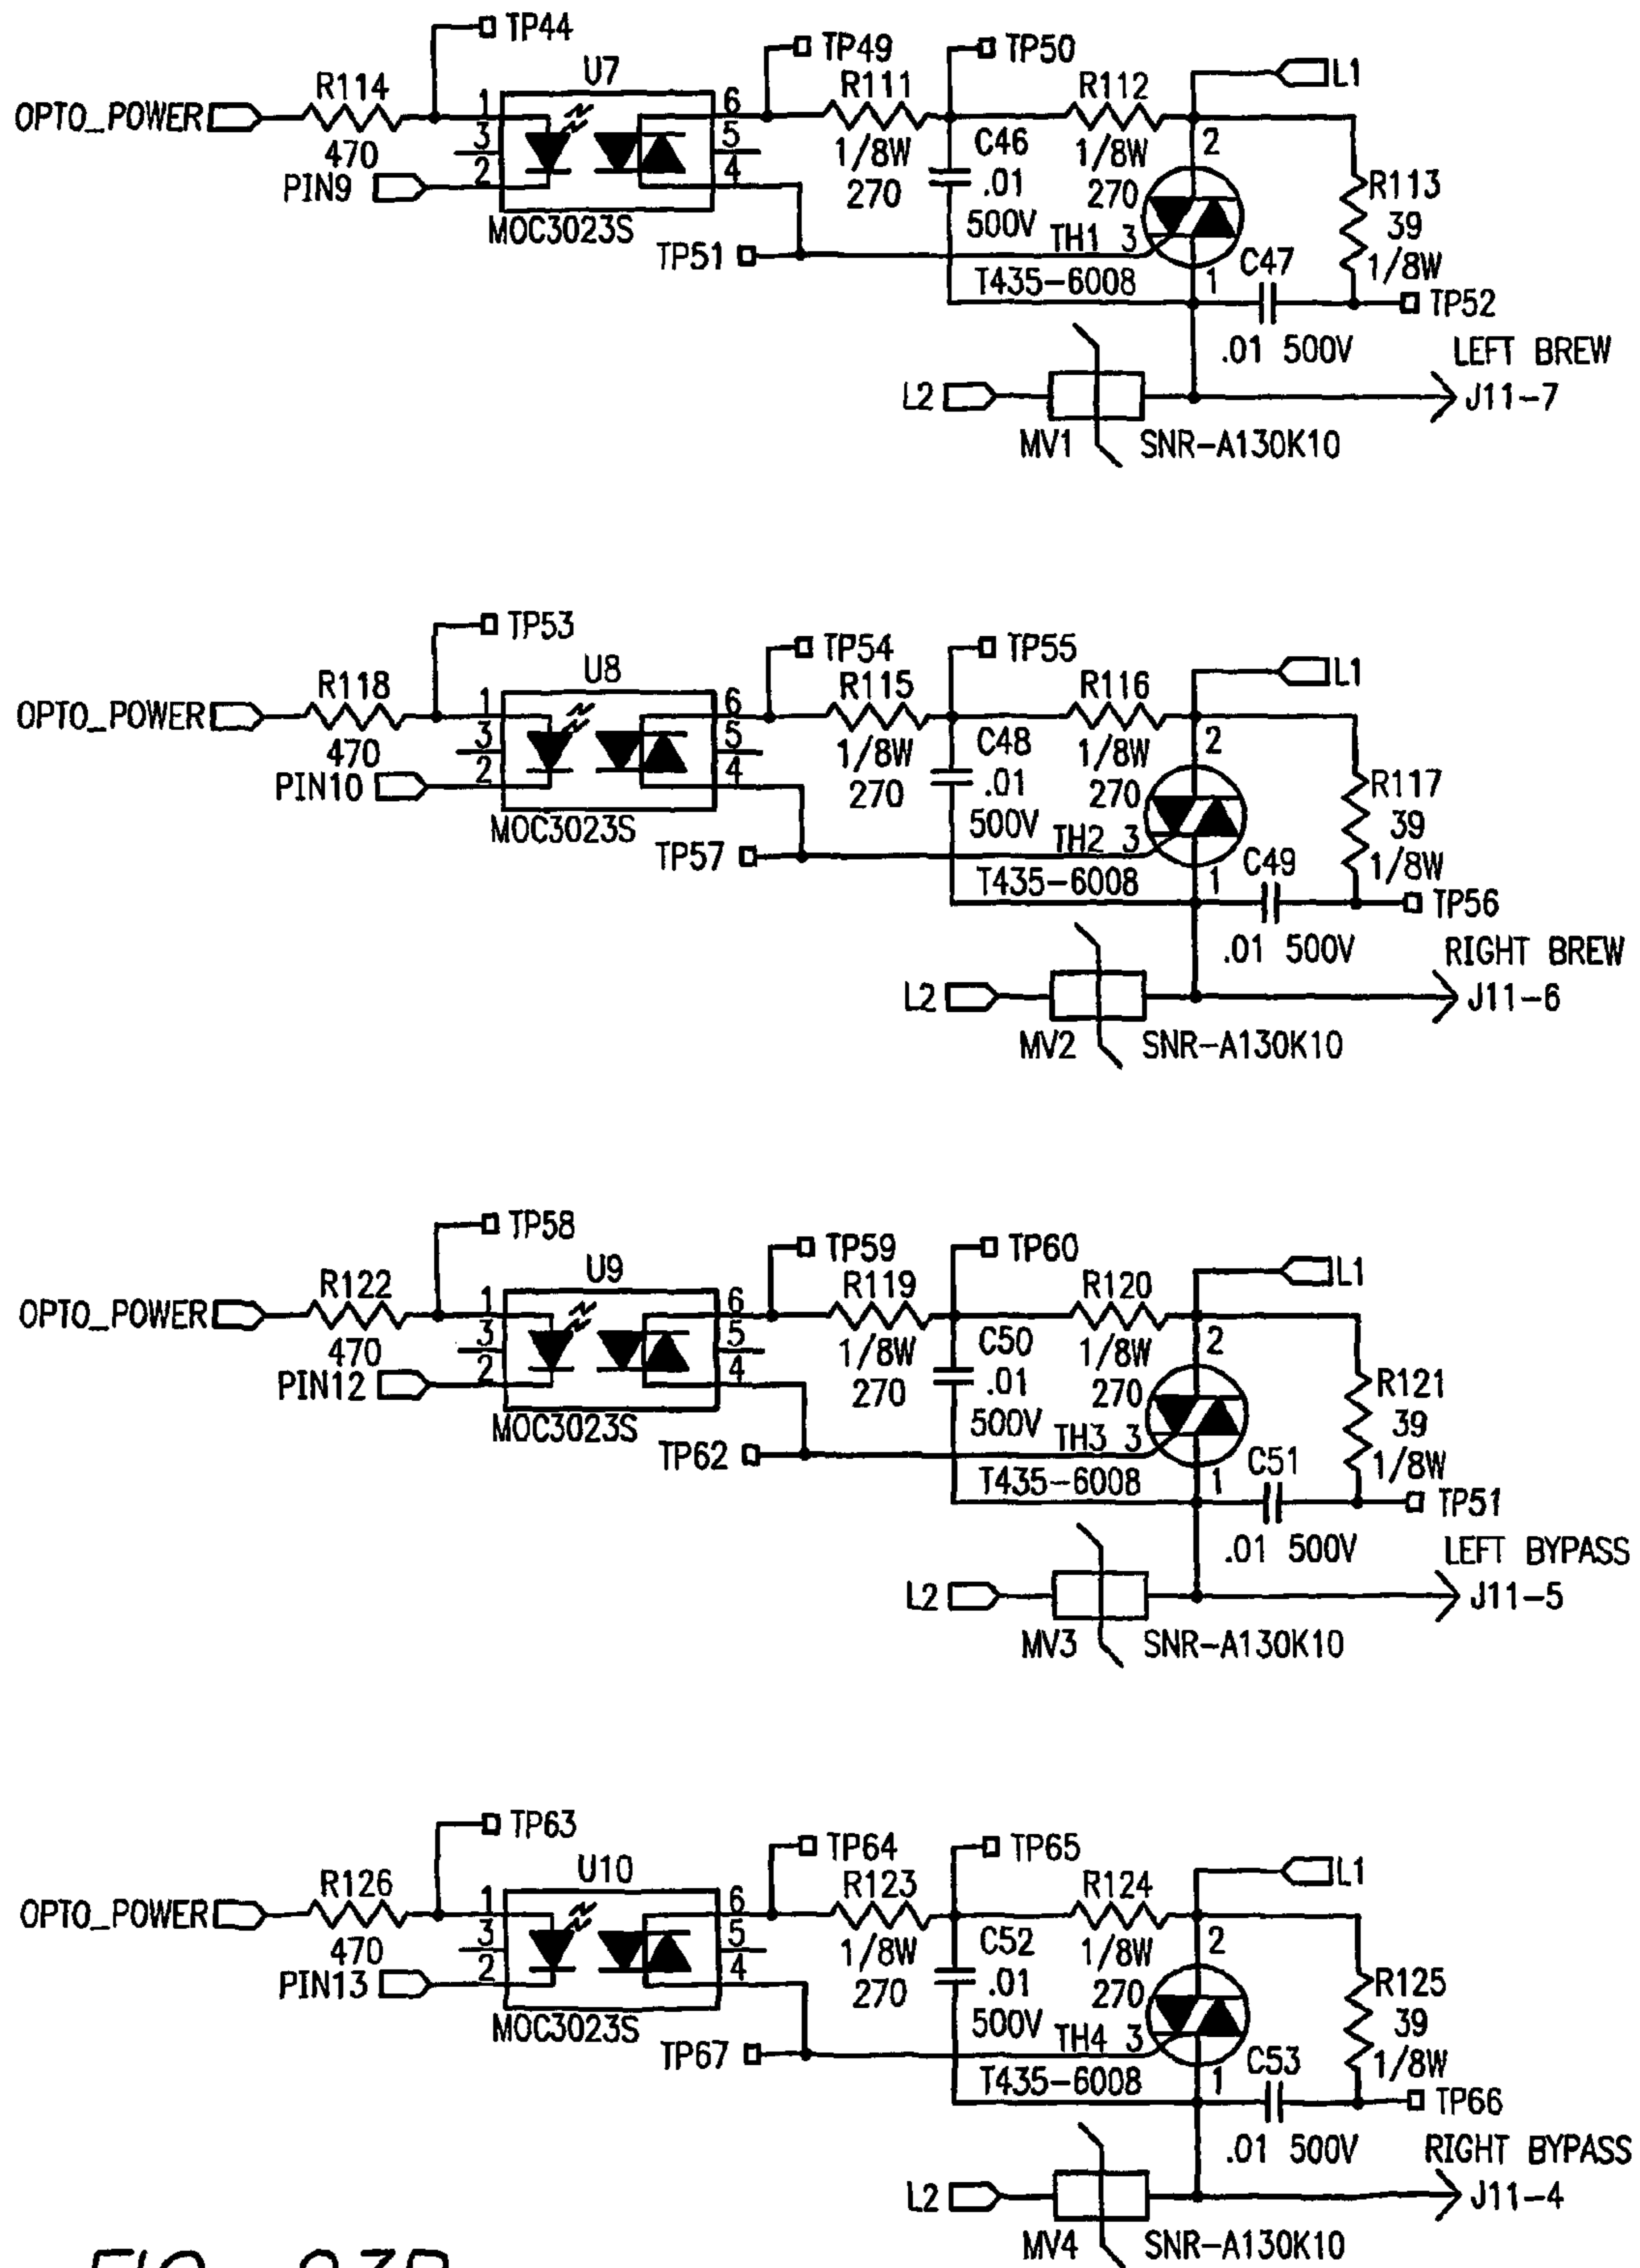 TP44
TP49
TP50
U7
R114
R111
R112
L1
OPTO_POWER
1
6
3
5
470
1/8W
C46
1/8W
2
PIN9
2
4
270
.01
270
R113
500V
39
MOC3023S
TP51
TH1 3
C47
1/8W
T435-6008
1
TP52
.01 500V
LEFT BREW
L2
J11-7
MV1
SNR-A130K10
TP53
TP54
TP55
U8
R118
R115
R116
L1
OPTO_POWER
1
6
3
5
470
1/8W
C48
1/8W
2
PIN10
2
4
270
.01
270
R117
500V
39
MOC3023S
TP57
TH2 3
C49
1/8W
T435-6008
1
TP56
.01 500V
RIGHT BREW
L2
J11-6
MV2
SNR-A130K10
TP58
TP59
TP60
U9
R122
R119
R120
L1
OPTO_POWER
1
6
3
5
470
1/8W
C50
1/8W
2
PIN12
2
4
270
.01
270
R121
500V
39
MOC3023S
TP62
TH3 3
C51
1/8W
T435-6008
1
TP51
.01 500V
LEFT BYPASS
L2
J11-5
MV3
SNR-A130K10
TP63
TP64
TP65
U10
R126
R123
R124
L1
OPTO_POWER
1
6
3
5
470
1/8W
C52
1/8W
2
PIN13
2
4
270
.01
270
R125
500V
39
MOC3023S
TP67
TH4 3
C53
1/8W
T435-6008
1
TP66
.01 500V
RIGHT BYPASS
L2
J11-4
MV4
SNR-A130K10